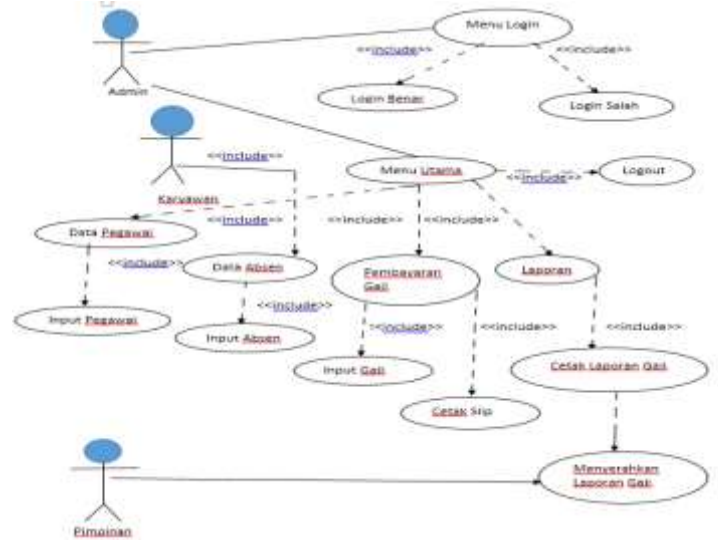 Menu Login
<<include>>
<<include>>
Admin
Login Benar
Login Salah
<<include>>
Menu Utama
<<include>>
Logout
Karyawan
<<include>>
<<include>>
<<include>>
Data Pegawai
<<include>>
Data Absen
Pembayaran
Gaji
Laporan
<<include>>
Input Pegawai
Input Absen
<<include>>
<<include>>
<<include>>
Input Gaji
Cetak Laporan Gaji
Cetak Slip
Menyerahkan
Laporan Gaji
Pimpinan